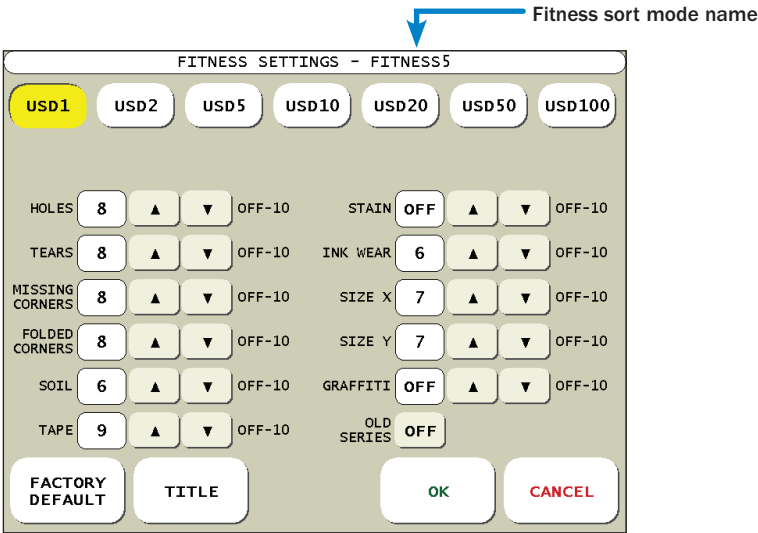 Fitness sort mode name
FITNESS SETTINGS - FITNESS5
USD1 USD2 USD5 USD10 USD20 USD50 USD100
HOLES 8 ▲ ▼ OFF-10 STAIN OFF ▲ ▼ OFF-10
TEARS 8 ▲ ▼ OFF-10 INK WEAR 6 ▲ ▼ OFF-10
MISSING
CORNERS 8 ▲ ▼ OFF-10 SIZE X 7 ▲ ▼ OFF-10
FOLDED
CORNERS 8 ▲ ▼ OFF-10 SIZE Y 7 ▲ ▼ OFF-10
SOIL 6 ▲ ▼ OFF-10 GRAFFITI OFF ▲ ▼ OFF-10
TAPE 9 ▲ ▼ OFF-10 OLD
SERIES OFF
FACTORY
DEFAULT TITLE OK CANCEL